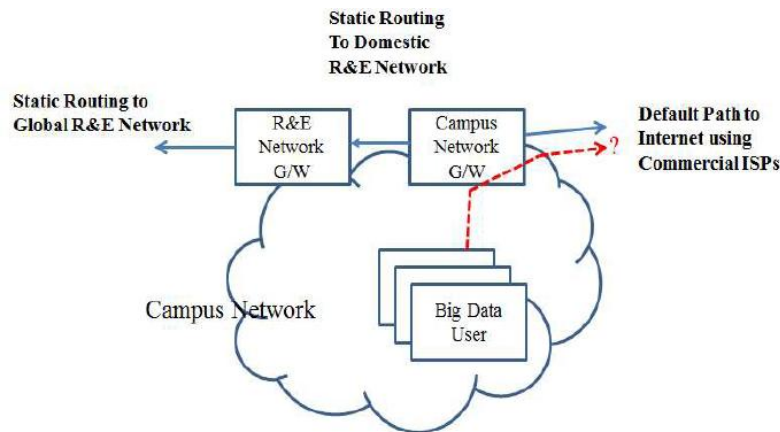 Static Routing
To Domestic
R&E Network
Static Routing to
Global R&E Network
R&E
Network
G/W
Campus
Network
G/W
Default Path to
Internet using
Commercial ISPs
?
Campus Network
Big Data
User